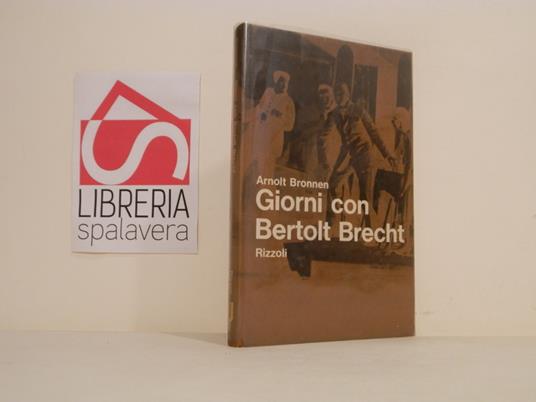 LIBRERIA
spalavera
Arnolt Bronnen
Giorni con
Bertolt Brecht
Rizzoli